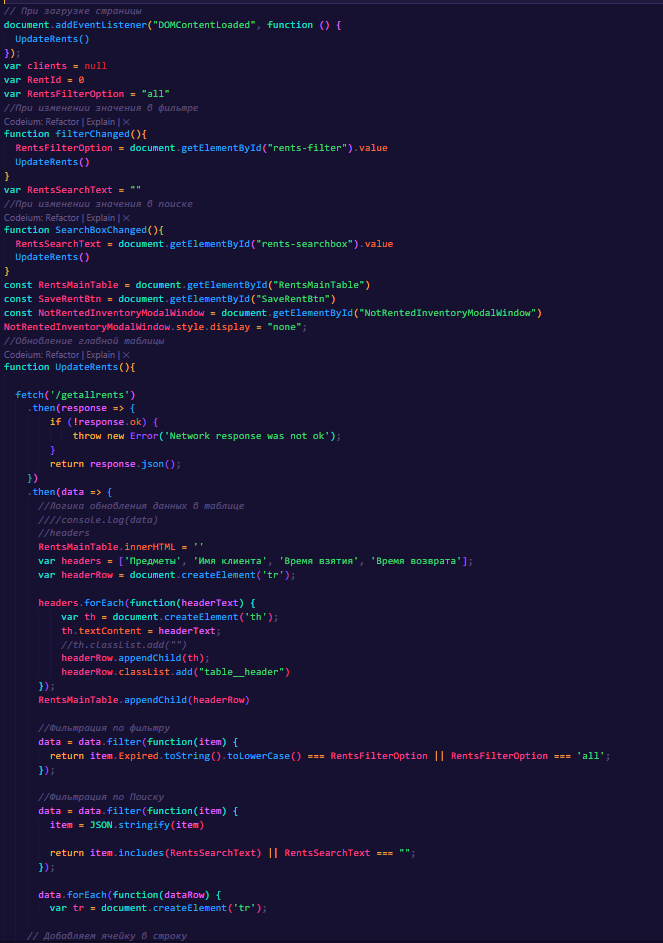 // При загрузке страницы
document.addEventListener("DOMContentLoaded", function () {
  UpdateRents()
});
var clients = null
var RentId = 0
var RentsFilterOption = "all"
//При изменении значения в фильтре
Codeium: Refactor | Explain | ×
function filterChanged(){
  RentsFilterOption = document.getElementById("rents-filter").value
  UpdateRents()
}
var RentsSearchText = ""
//При изменении значения в поиске
Codeium: Refactor | Explain | ×
function SearchBoxChanged(){
  RentsSearchText = document.getElementById("rents-searchbox").value
  UpdateRents()
}
const RentsMainTable = document.getElementById("RentsMainTable")
const SaveRentBtn = document.getElementById("SaveRentBtn")
const NotRentedInventoryModalWindow = document.getElementById("NotRentedInventoryModalWindow")
NotRentedInventoryModalWindow.style.display = "none";
//Обновление главной таблицы
Codeium: Refactor | Explain | ×
function UpdateRents(){
  fetch('/getallrents')
    .then(response => {
        if (!response.ok) {
            throw new Error('Network response was not ok');
        }
        return response.json();
    })
    .then(data => {
      //Логика обновления данных в таблице
      ////console.log(data)
      //headers
      RentsMainTable.innerHTML = ''
      var headers = ['Предметы', 'Имя клиента', 'Время взятия', 'Время возврата'];
      var headerRow = document.createElement('tr');
      headers.forEach(function(headerText) {
          var th = document.createElement('th');
          th.textContent = headerText;
          //th.classList.add("")
          headerRow.appendChild(th);
          headerRow.classList.add("table__header")
      });
      RentsMainTable.appendChild(headerRow)
      //Фильтрация по фильтру
      data = data.filter(function(item) {
        return item.Expired.toString().toLowerCase() === RentsFilterOption || RentsFilterOption === 'all';
      });
      //Фильтрация по Поиску
      data = data.filter(function(item) {
        item = JSON.stringify(item)
        return item.includes(RentsSearchText) || RentsSearchText === "";
      });
      data.forEach(function(dataRow) {
        var tr = document.createElement('tr');
    // Добавляем ячейку в строку